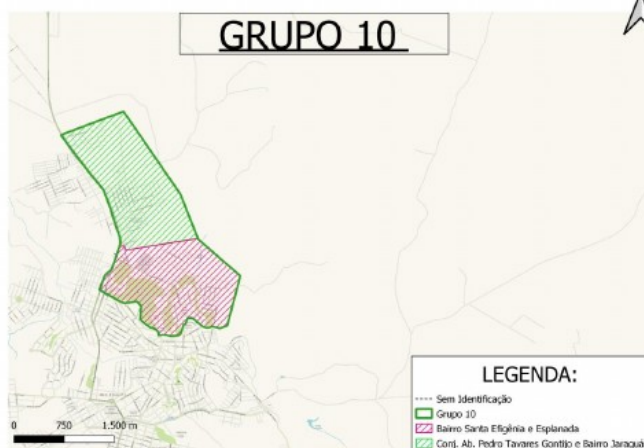 GRUPO 10
LEGENDA:
Sem Identificação
Grupo 10
Bairro Santa Efigênia e Esplanada
Conj. Ab. Pedro Tavares Gontijo e Bairro Jaraguá
0 750 1.500 m